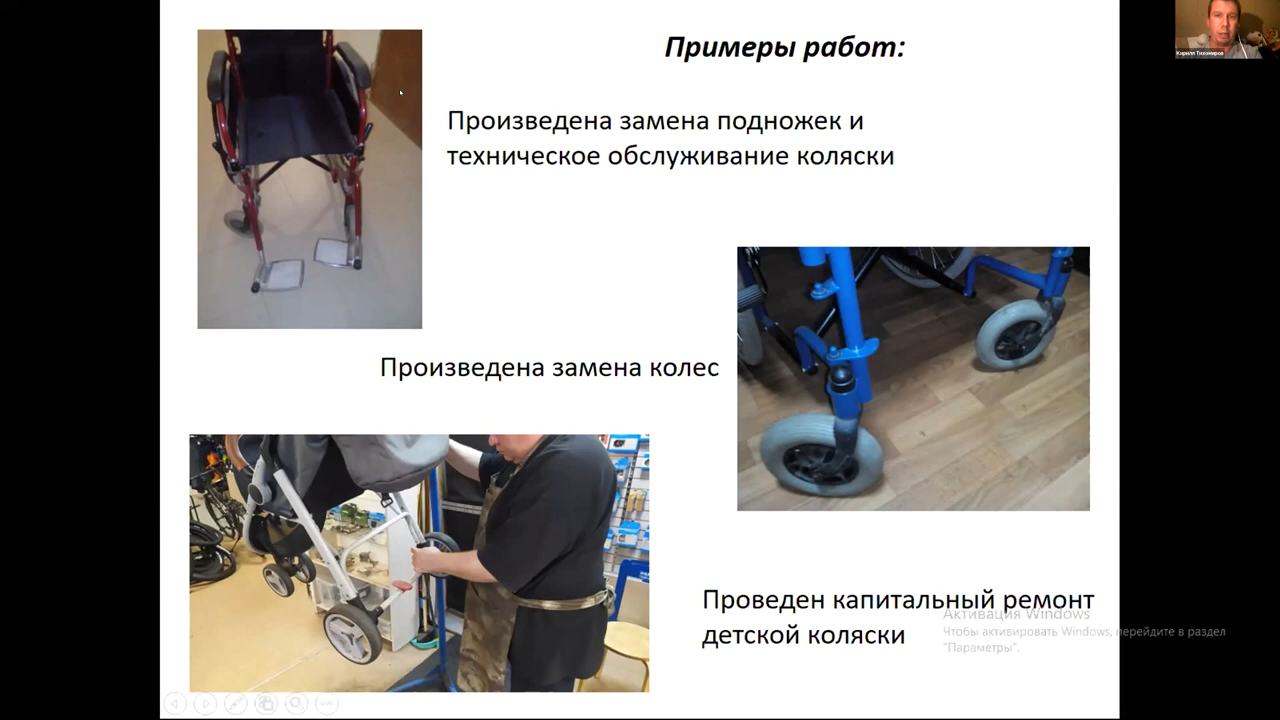 Примеры работ:
Кирилл Тихомиров
Произведена замена подножек и
техническое обслуживание коляски
Произведена замена колес
Проведен капитальный ремонт
детской коляски
Активация Windows
Чтобы активировать Windows, перейдите в раздел
"Параметры".